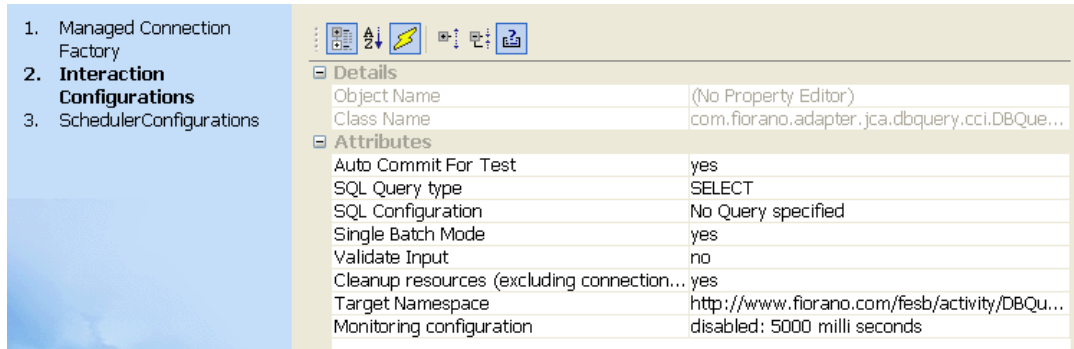 1. Managed Connection
Factory
2. Interaction
Configurations
3. SchedulerConfigurations
Details
Object Name (No Property Editor)
Class Name com.fiorano.adapter.jca.dbquery.cci.DBQue...
Attributes
Auto Commit For Test yes
SQL Query type SELECT
SQL Configuration No Query specified
Single Batch Mode yes
Validate Input no
Cleanup resources (excluding connection... yes
Target Namespace http://www.fiorano.com/fesb/activity/DBQu...
Monitoring configuration disabled: 5000 milli seconds